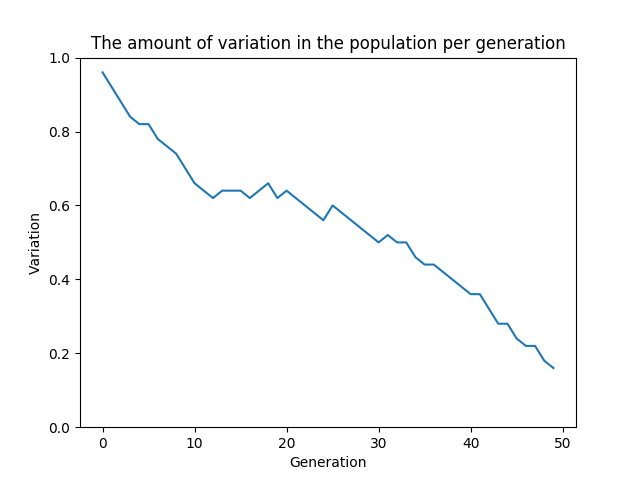 The amount of variation in the population per generation
1.0
0.8
0.6
0.4
0.2
0.0
Variation
0 10 20 30 40 50
Generation